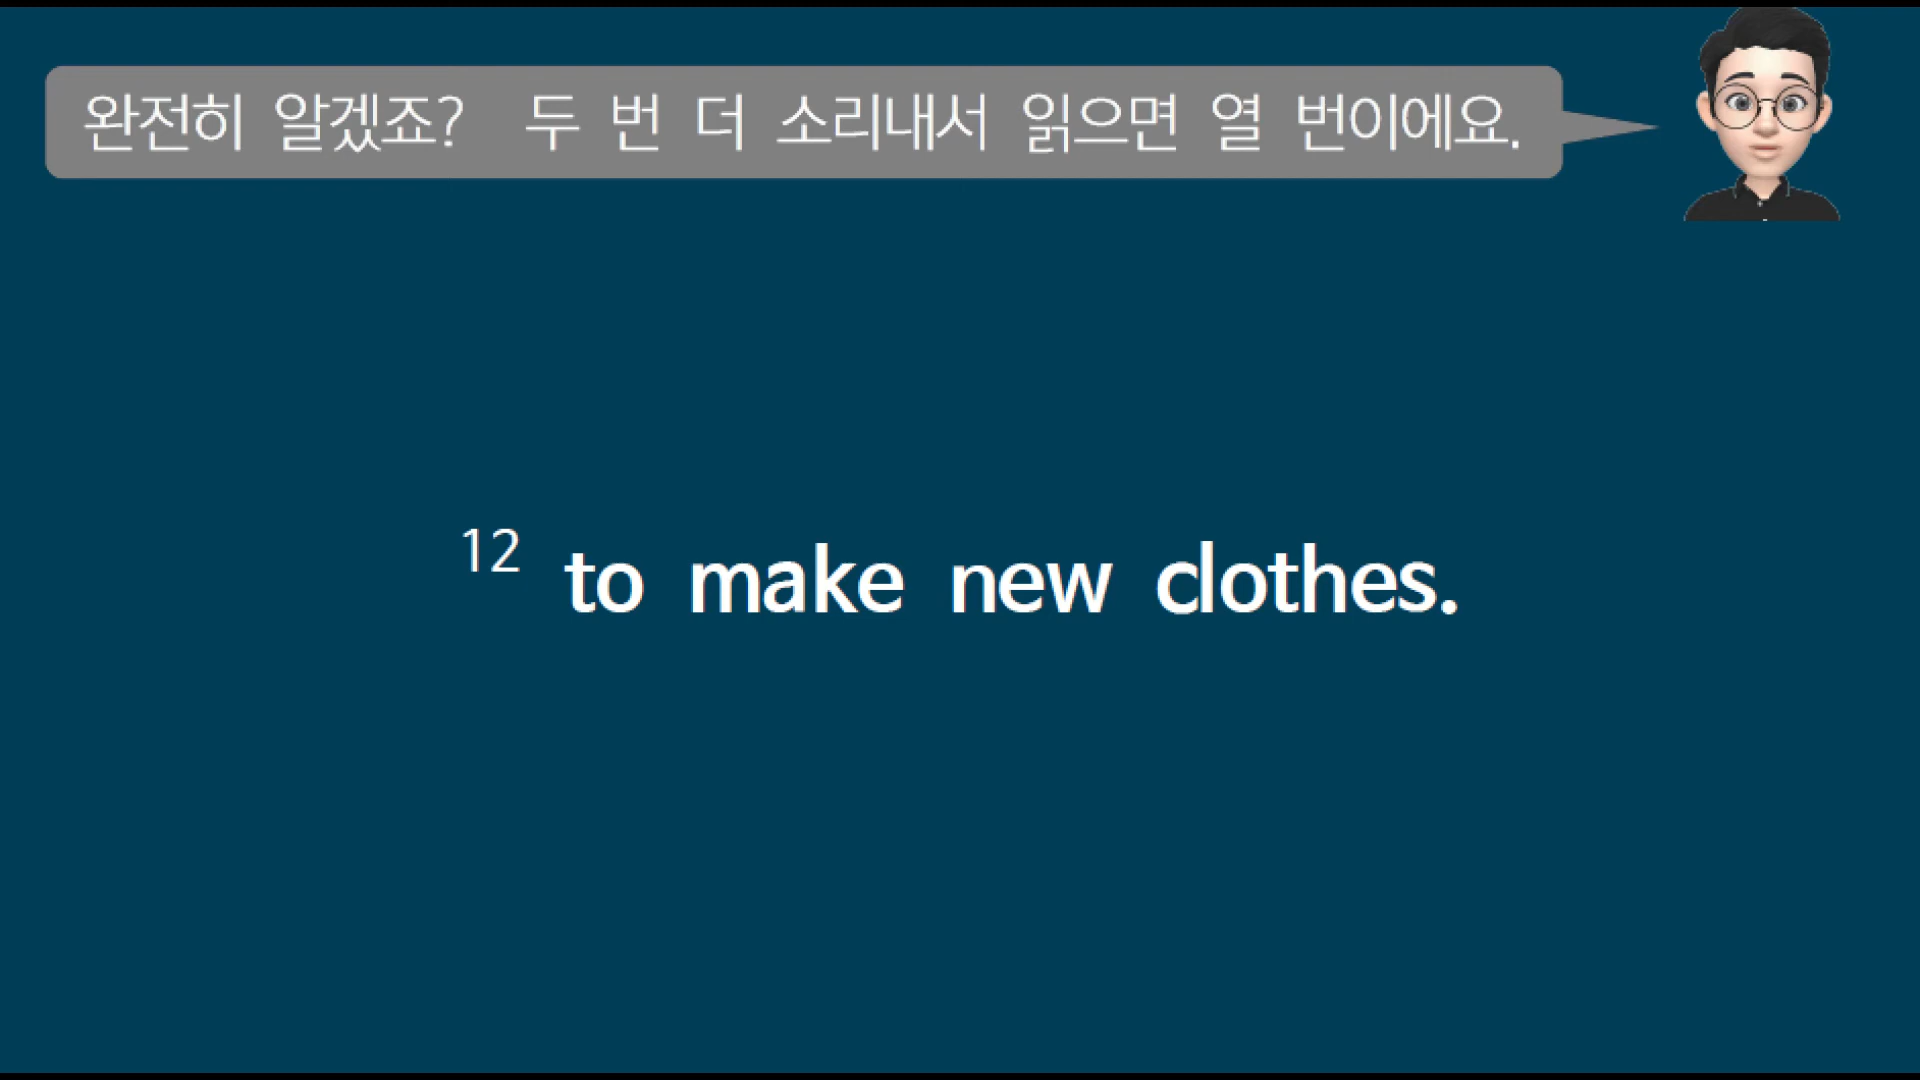 완전히 알겠죠? 두 번 더 소리내서 읽으면 열 번이에요.
12 to make new clothes.